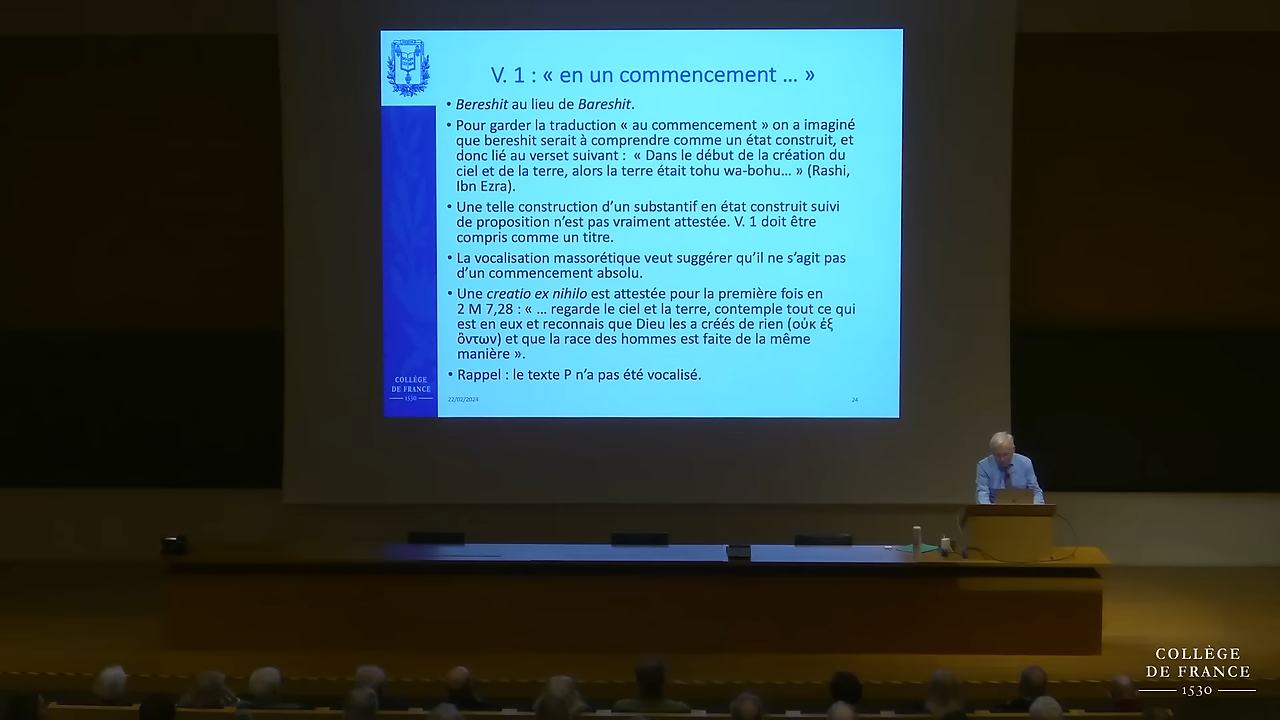 V. 1 : « en un commencement ... »
• Bereshit au lieu de Bareshit.
• Pour garder la traduction « au commencement » on a imaginé
que bereshit serait à comprendre comme un état construit, et
donc lié au verset suivant : « Dans le début de la création du
ciel et de la terre, alors la terre était tohu wa-bohu... » (Rashi,
Ibn Ezra).
• Une telle construction d'un substantif en état construit suivi
de proposition n'est pas vraiment attestée. V. 1 doit être
compris comme un titre.
• La vocalisation massorétique veut suggérer qu'il ne s'agit pas
d'un commencement absolu.
• Une creatio ex nihilo est attestée pour la première fois en
2 M 7,28 : « ... regarde le ciel et la terre, contemple tout ce qui
est en eux et reconnais que Dieu les a créés de rien (οὐκ ἐξ
ὄντων) et que la race des hommes est faite de la même
manière ».
• Rappel : le texte P n'a pas été vocalisé.
COLLÈGE
DE FRANCE
1530
22/02/2024
24
COLLÈGE
DE FRANCE
1530